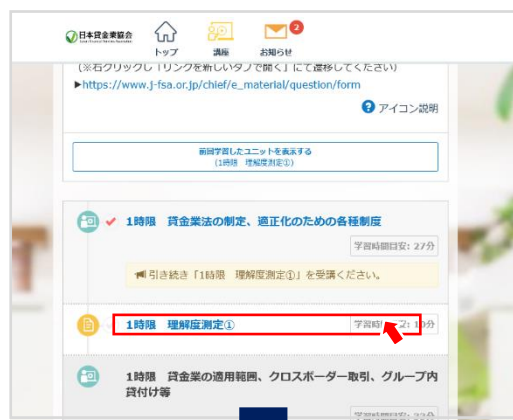 日本貸金業協会
2
トップ 講座 お知らせ
(※右クリックし「リンクを新しいタブで開く」にて遷移してください)
▶https://www.j-fsa.or.jp/chief/e_material/question/form
? アイコン説明
前回学習したユニットを表示する
(1時限 理解度測定①)
1時限 貸金業法の制定、適正化のための各種制度
学習時間目安: 27分
引き続き「1時限 理解度測定①」を受講ください。
1時限 理解度測定①
学習時 安: 10分
1時限 貸金業の適用範囲、クロスボーダー取引、グループ内
貸付け等